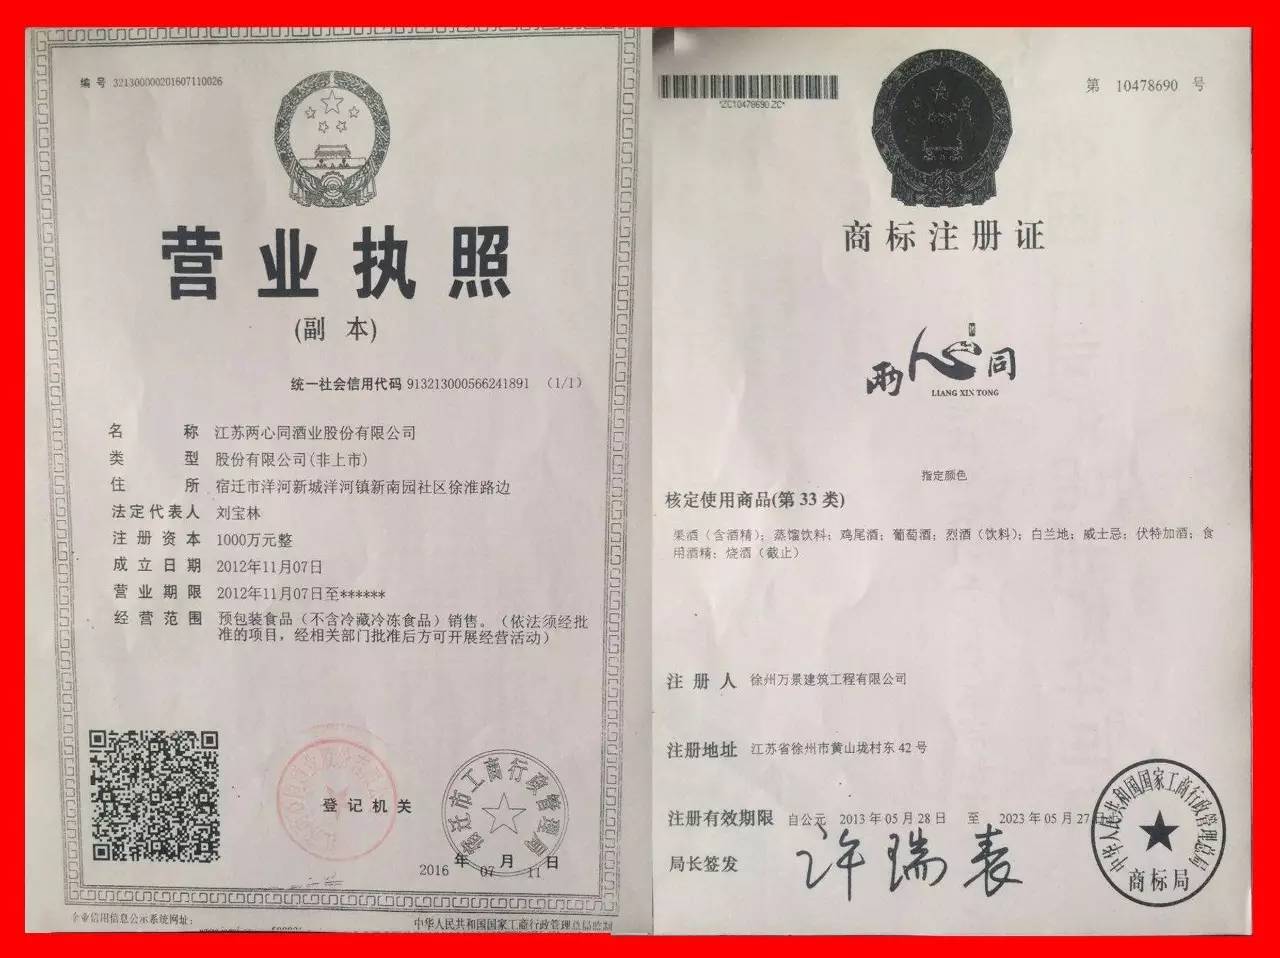 编 号 321300000201607110026
营业执照
(副 本)
统一社会信用代码 913213000566241891 (1/1)
名 称 江苏两心同酒业股份有限公司
类 型 股份有限公司(非上市)
住 所 宿迁市洋河新城洋河镇新南园社区徐淮路边
法定代表人 刘宝林
注册资本 1000万元整
成立日期 2012年11月07日
营业期限 2012年11月07日至******
经营范围 预包装食品（不含冷藏冷冻食品）销售。（依法须经批
准的项目，经相关部门批准后方可开展经营活动）
登记机关
宿迁市工商行政管理局
2016 年 07 月 11 日
企业信用信息公示系统网址:
中华人民共和国国家工商行政管理总局监制
*ZC10478690.ZC*
第 10478690 号
商标注册证
两心同
LIANG XIN TONG
指定颜色
核定使用商品(第 33 类)
果酒（含酒精）；蒸馏饮料；鸡尾酒；葡萄酒；烈酒（饮料）；白兰地；威士忌；伏特加酒；食
用酒精；烧酒（截止）
注 册 人 徐州万景建筑工程有限公司
注册地址 江苏省徐州市黄山垅村东 42 号
注册有效期限 自公元 2013 年 05 月 28 日 至 2023 年 05 月 27
局长签发 许瑞表
中华人民共和国国家工商行政管理总局
商标局